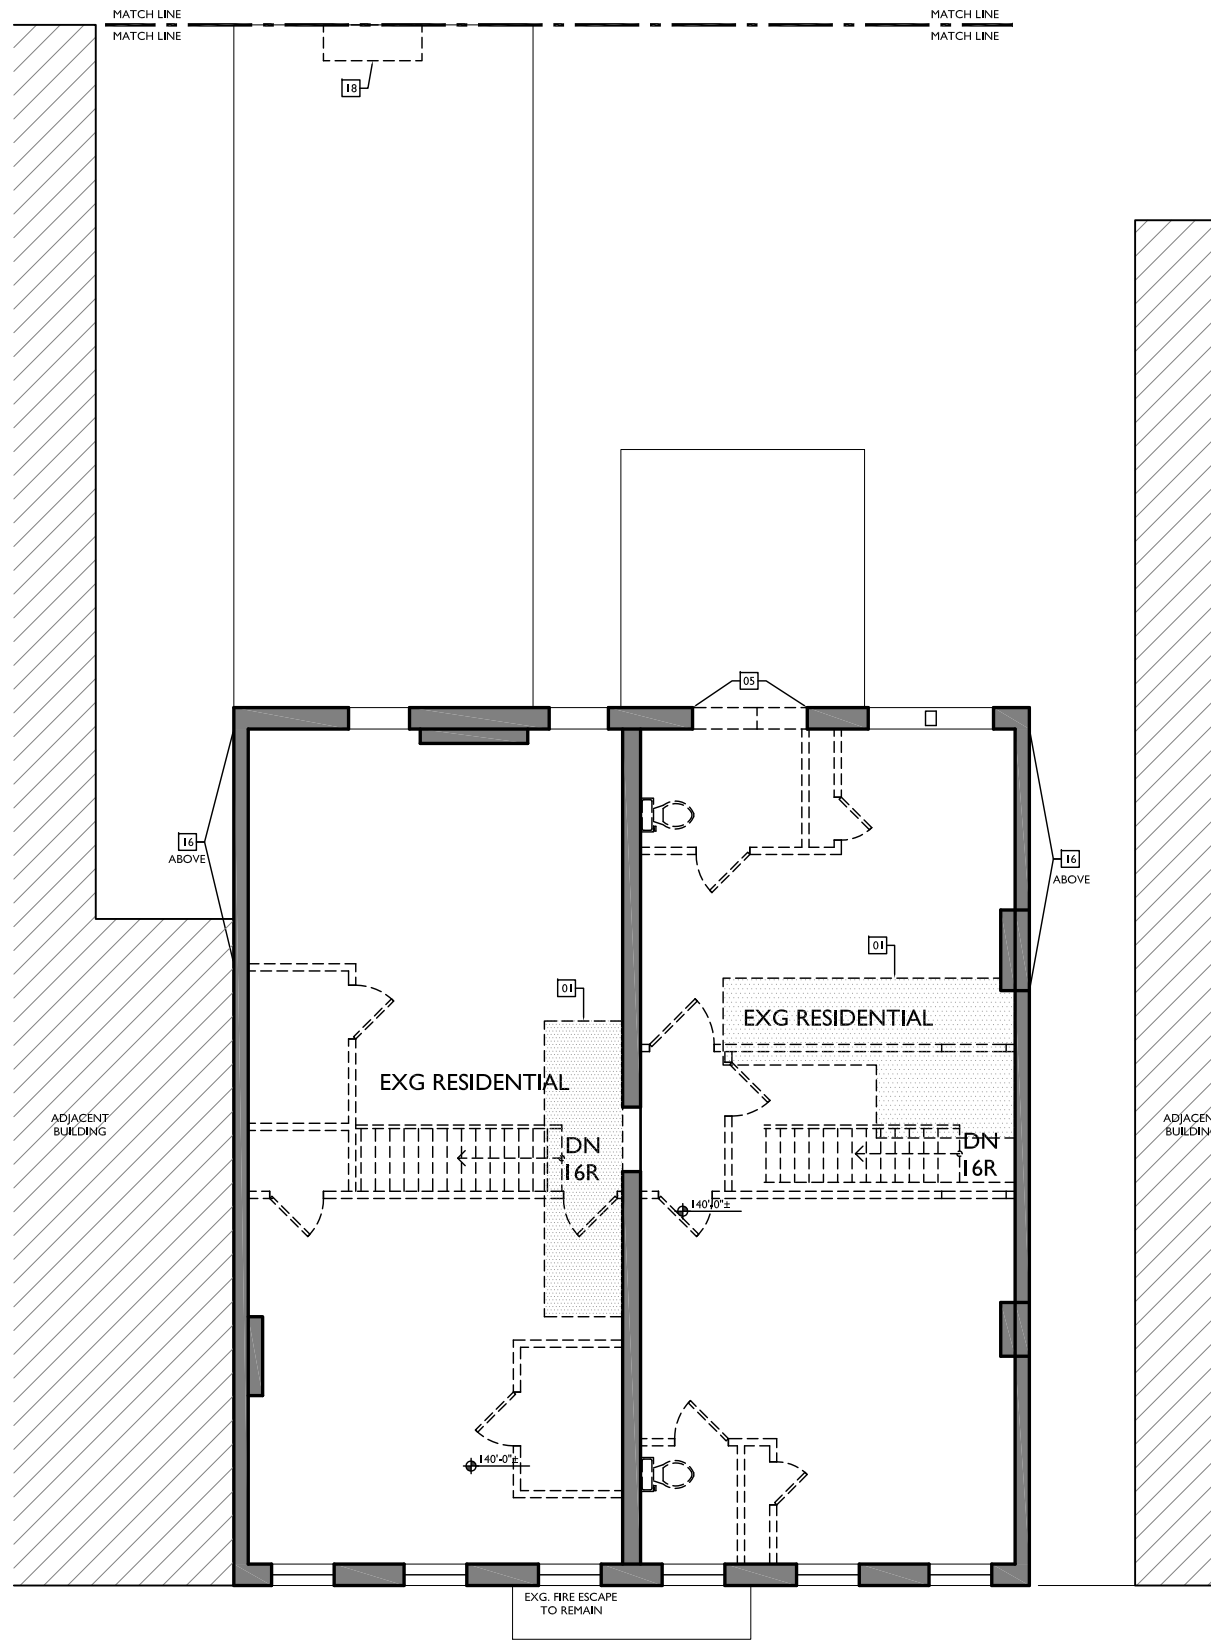 MATCH LINE
MATCH LINE
MATCH LINE
MATCH LINE
18
05
16
ABOVE
16
ABOVE
01
01
EXG RESIDENTIAL
EXG RESIDENTIAL
ADJACENT
BUILDING
ADJACENT
BUILDING
DN
16R
DN
16R
140'-0"±
140'-0"±
EXG. FIRE ESCAPE
TO REMAIN